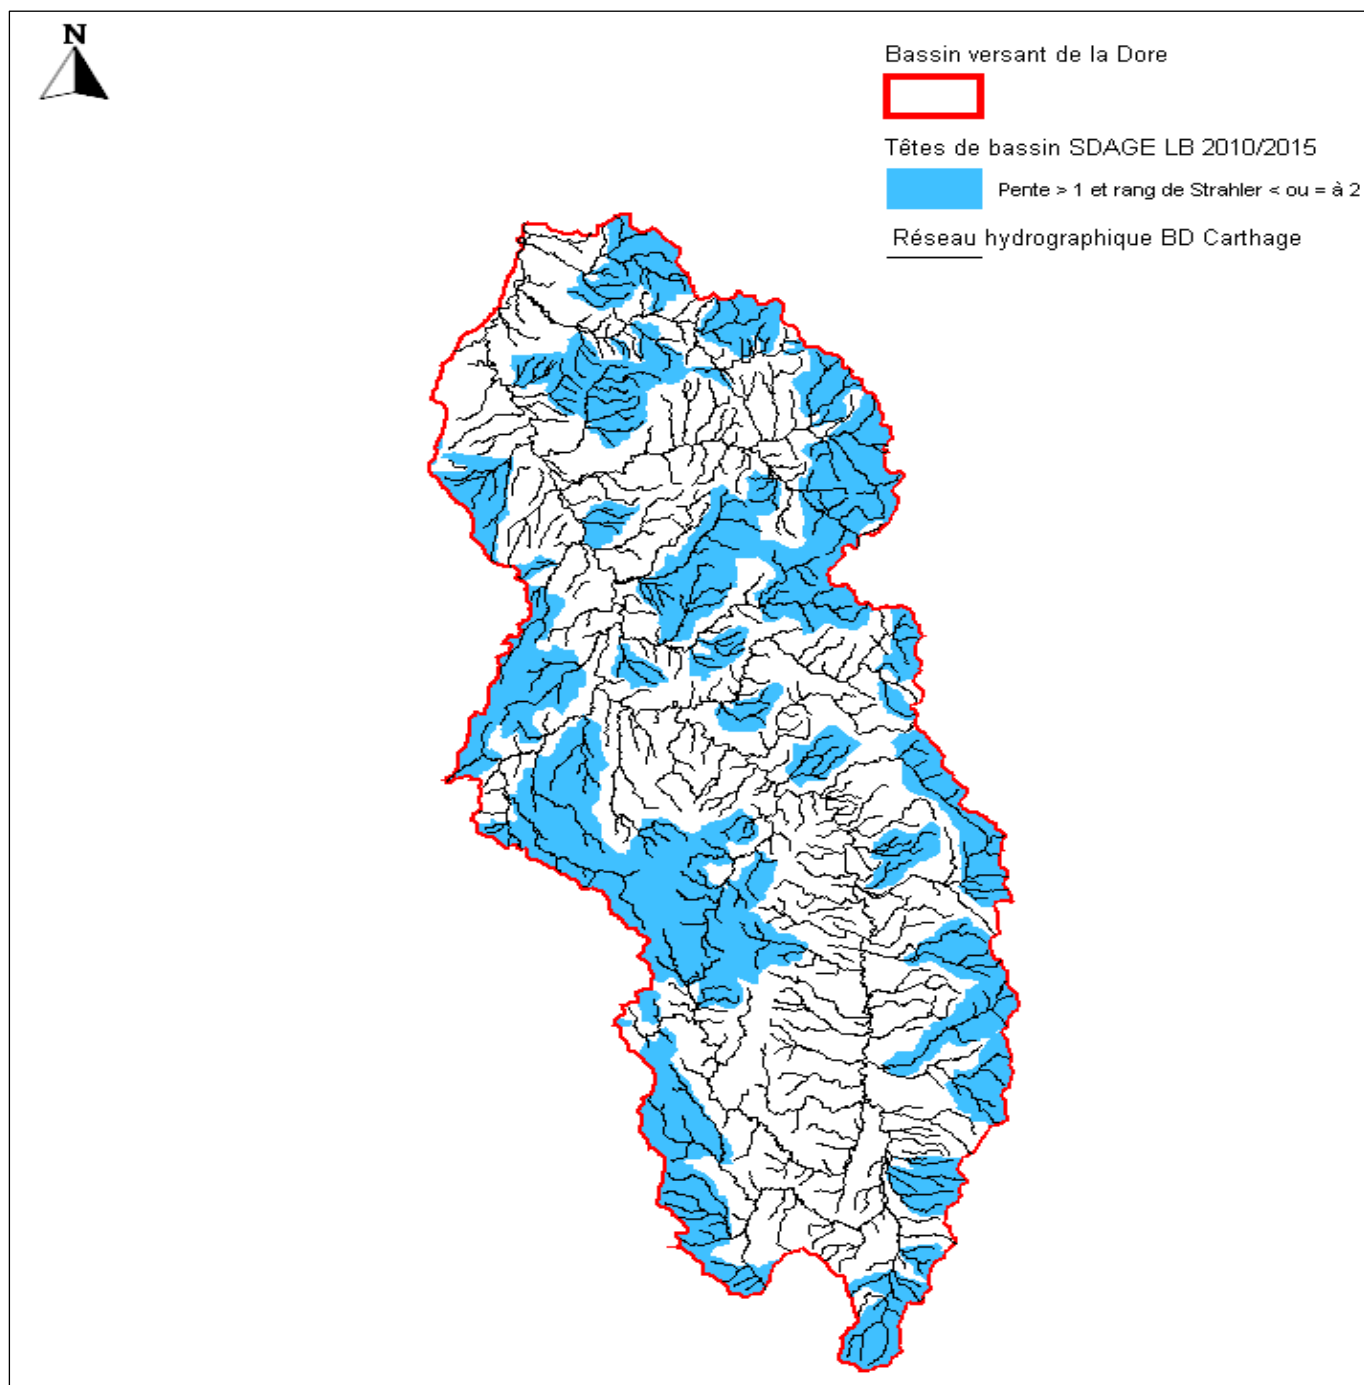 N
Bassin versant de la Dore
Têtes de bassin SDAGE LB 2010/2015
Pente > 1 et rang de Strahler < ou = à 2
Réseau hydrographique BD Carthage